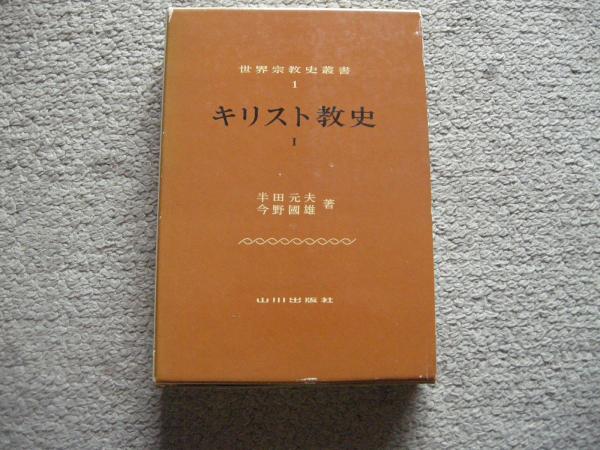 世界宗教史叢書
1
キリスト教史
I
半田元夫
今野國雄 著
山川出版社